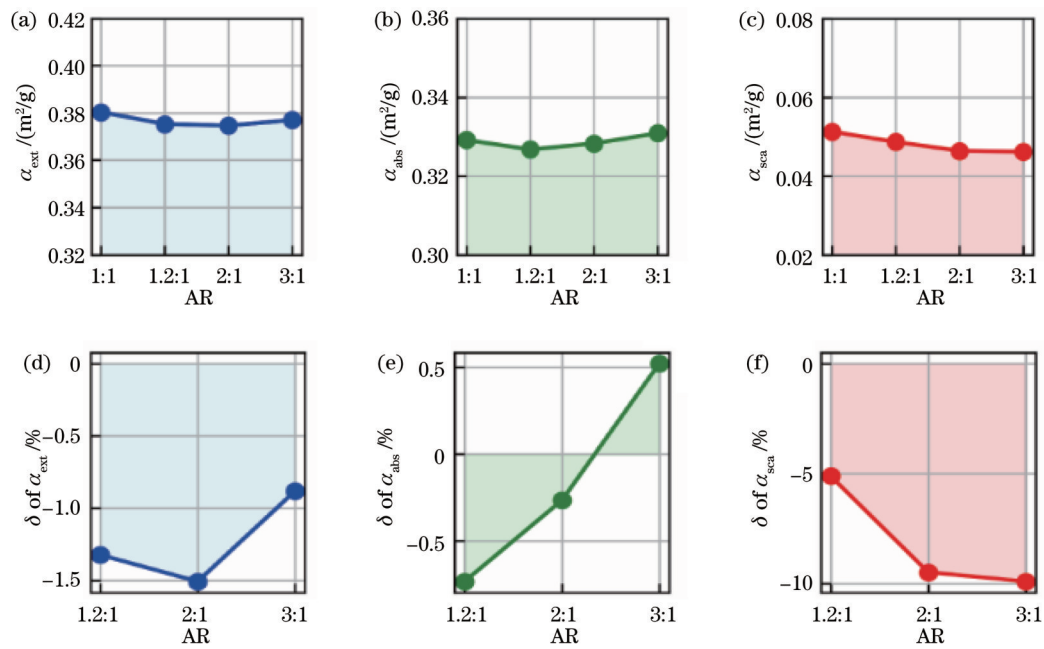 (a)
0.42
0.40
0.38
0.36
0.34
0.32
α_ext /(m²/g)
1:1 1.2:1 2:1 3:1
AR
(b)
0.36
0.34
0.32
0.30
α_abs /(m²/g)
1:1 1.2:1 2:1 3:1
AR
(c)
0.08
0.06
0.04
0.02
α_sca /(m²/g)
1:1 1.2:1 2:1 3:1
AR
(d)
0
−0.5
−1.0
−1.5
δ of α_ext /%
1.2:1 2:1 3:1
AR
(e)
0.5
0
−0.5
δ of α_abs /%
1.2:1 2:1 3:1
AR
(f)
0
−5
−10
δ of α_sca /%
1.2:1 2:1 3:1
AR